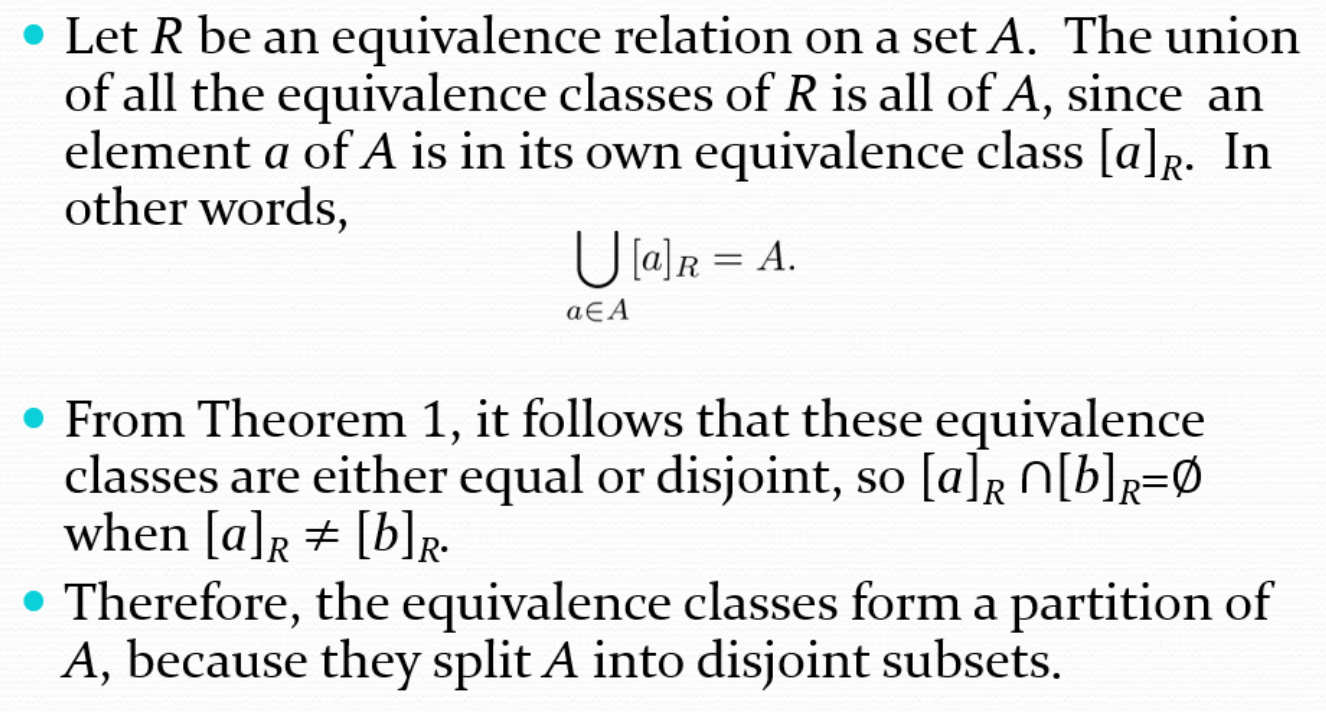 • Let R be an equivalence relation on a set A. The union
of all the equivalence classes of R is all of A, since an
element a of A is in its own equivalence class [a]R. In
other words,
⋃ [a]R = A.
a∈A
• From Theorem 1, it follows that these equivalence
classes are either equal or disjoint, so [a]R ∩[b]R=∅
when [a]R ≠ [b]R.
• Therefore, the equivalence classes form a partition of
A, because they split A into disjoint subsets.